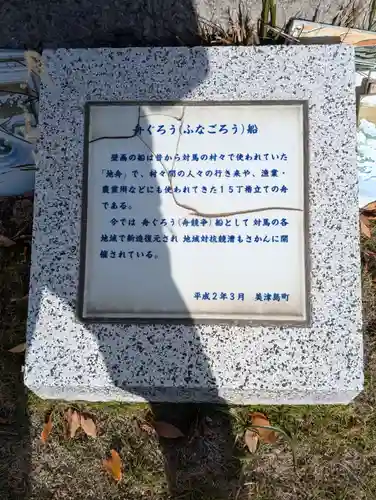 舟ぐろう(ふなごろう)船
壁画の船は昔から対馬の村々で使われていた
「地舟」で、村々間の人々の行き来や、漁業・
農業用などにも使われてきた15丁櫓立ての舟
である。
今では 舟ぐろう(舟競争)船として 対馬の各
地域で新造復元され 地域対抗競漕もさかんに開
催されている。
平成2年3月 美津島町